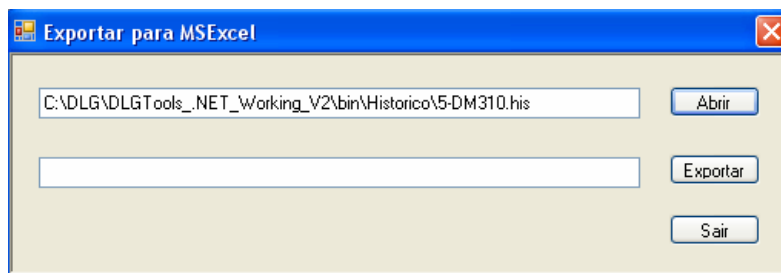 Exportar para MSExcel
C:\DLG\DLGTools_.NET_Working_V2\bin\Historico\5-DM310.his
Abrir
Exportar
Sair